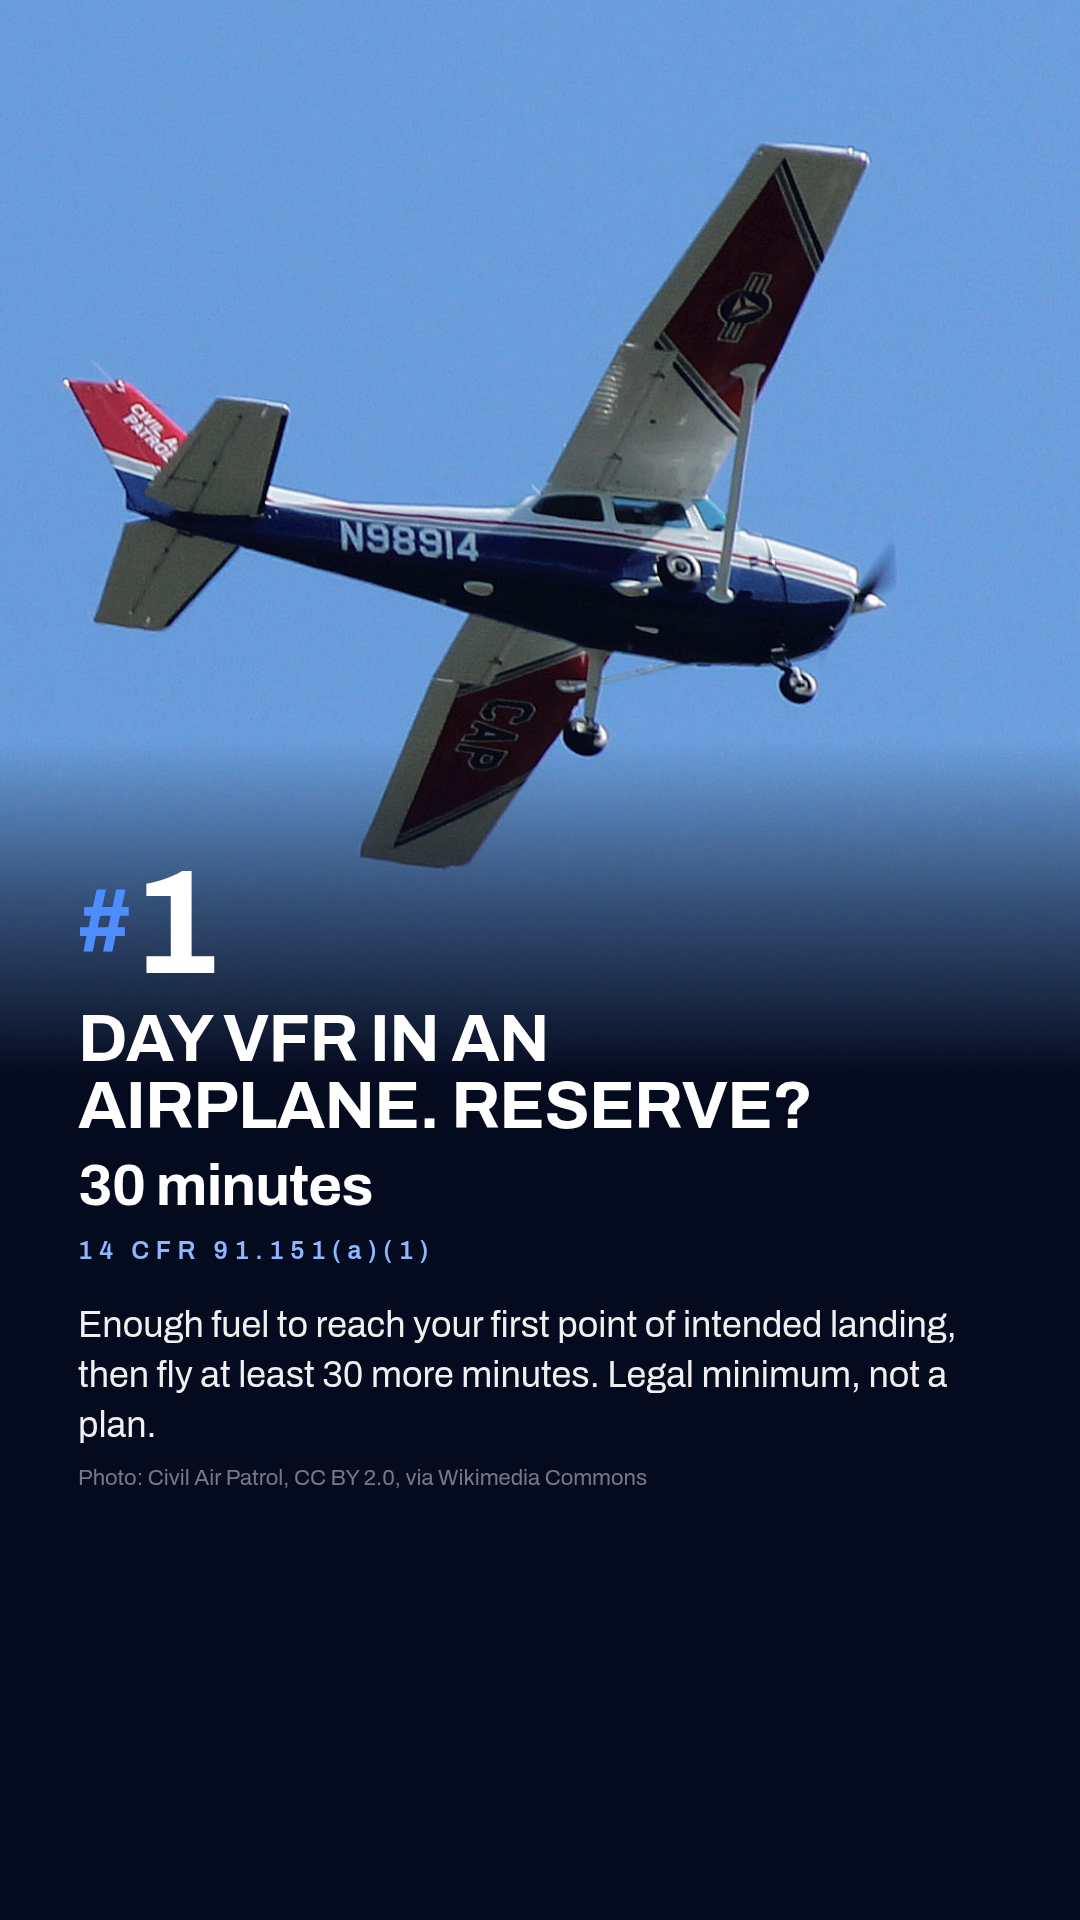 CIVIL A
PATROL
N98914
CAP
#1
DAY VFR IN AN
AIRPLANE. RESERVE?
30 minutes
14 CFR 91.151(a)(1)
Enough fuel to reach your first point of intended landing,
then fly at least 30 more minutes. Legal minimum, not a
plan.
Photo: Civil Air Patrol, CC BY 2.0, via Wikimedia Commons